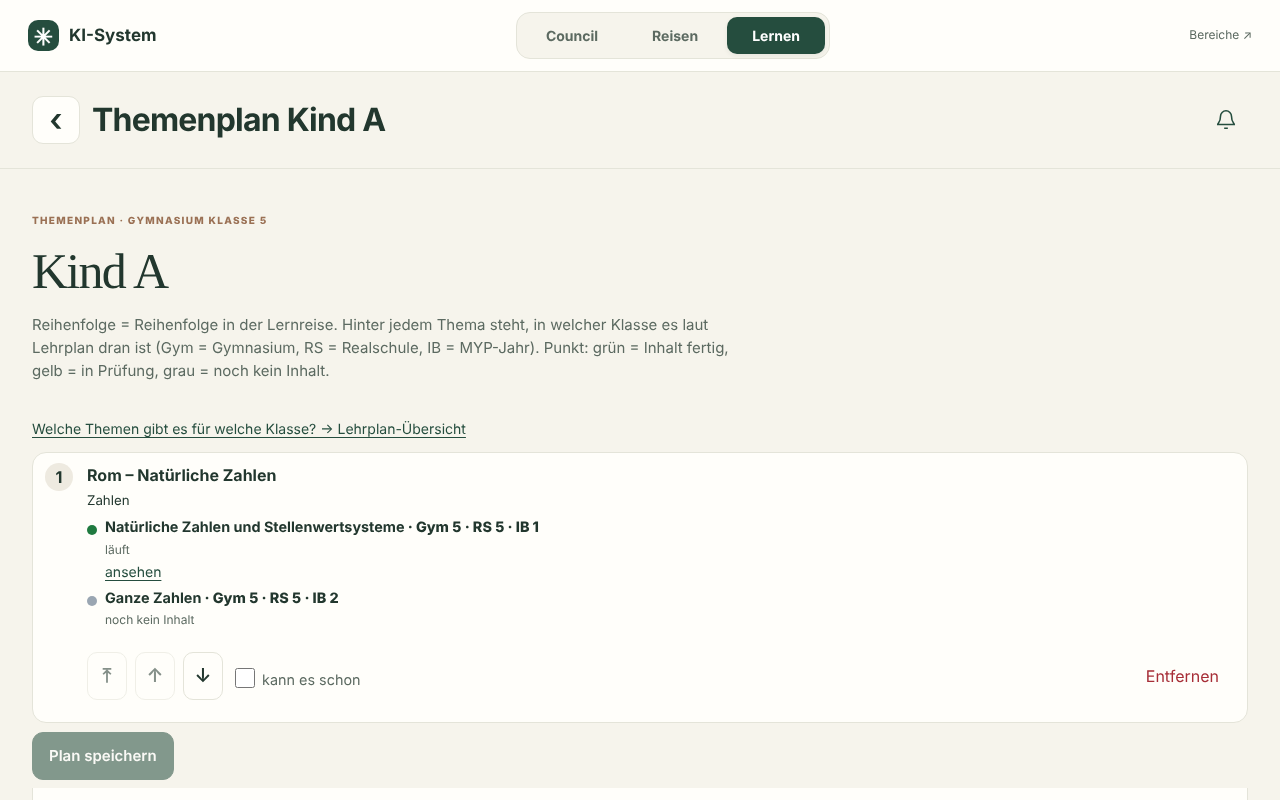 KI-System
Council
Reisen
Lernen
Bereiche ↗
‹
Themenplan Kind A
THEMENPLAN · GYMNASIUM KLASSE 5
Kind A
Reihenfolge = Reihenfolge in der Lernreise. Hinter jedem Thema steht, in welcher Klasse es laut
Lehrplan dran ist (Gym = Gymnasium, RS = Realschule, IB = MYP-Jahr). Punkt: grün = Inhalt fertig,
gelb = in Prüfung, grau = noch kein Inhalt.
Welche Themen gibt es für welche Klasse? → Lehrplan-Übersicht
1
Rom – Natürliche Zahlen
Zahlen
Natürliche Zahlen und Stellenwertsysteme · Gym 5 · RS 5 · IB 1
läuft
ansehen
Ganze Zahlen · Gym 5 · RS 5 · IB 2
noch kein Inhalt
⤒ ↑ ↓ kann es schon
Entfernen
Plan speichern